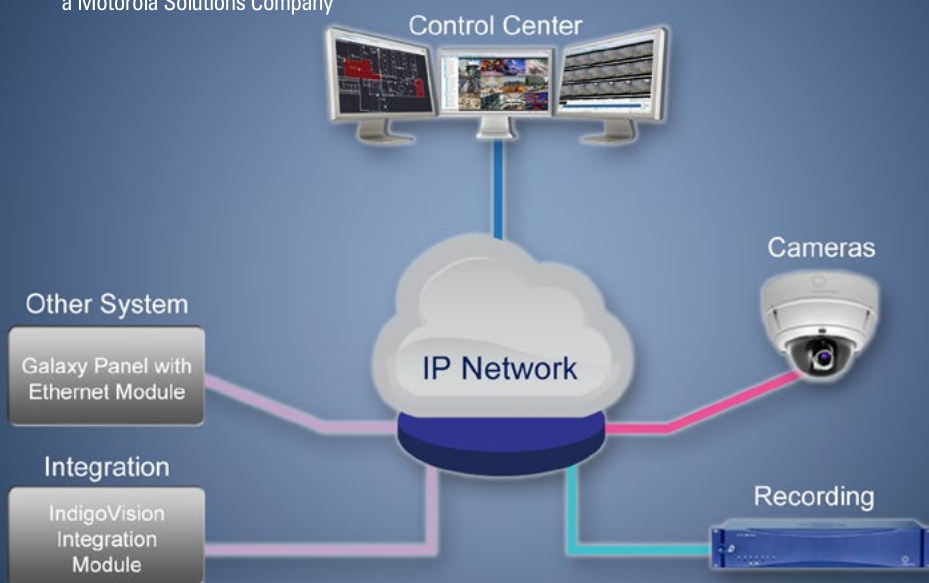 a Motorola Solutions Company
Control Center
Cameras
Other System
Galaxy Panel with
Ethernet Module
IP Network
Integration
IndigoVision
Integration
Module
Recording